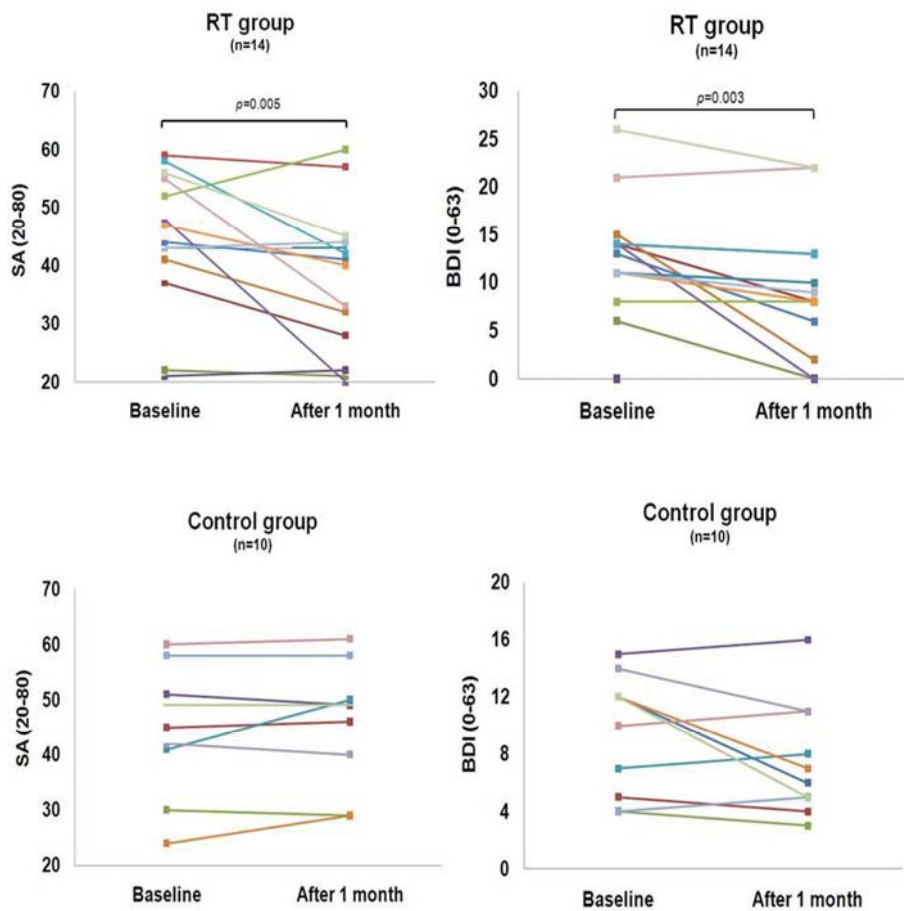 RT group
(n=14)
p=0.005
SA (20-80)
70
60
50
40
30
20
Baseline
After 1 month
RT group
(n=14)
p=0.003
BDI (0-63)
30
25
20
15
10
5
0
Baseline
After 1 month
Control group
(n=10)
SA (20-80)
70
60
50
40
30
20
Baseline
After 1 month
Control group
(n=10)
BDI (0-63)
20
16
12
8
4
0
Baseline
After 1 month